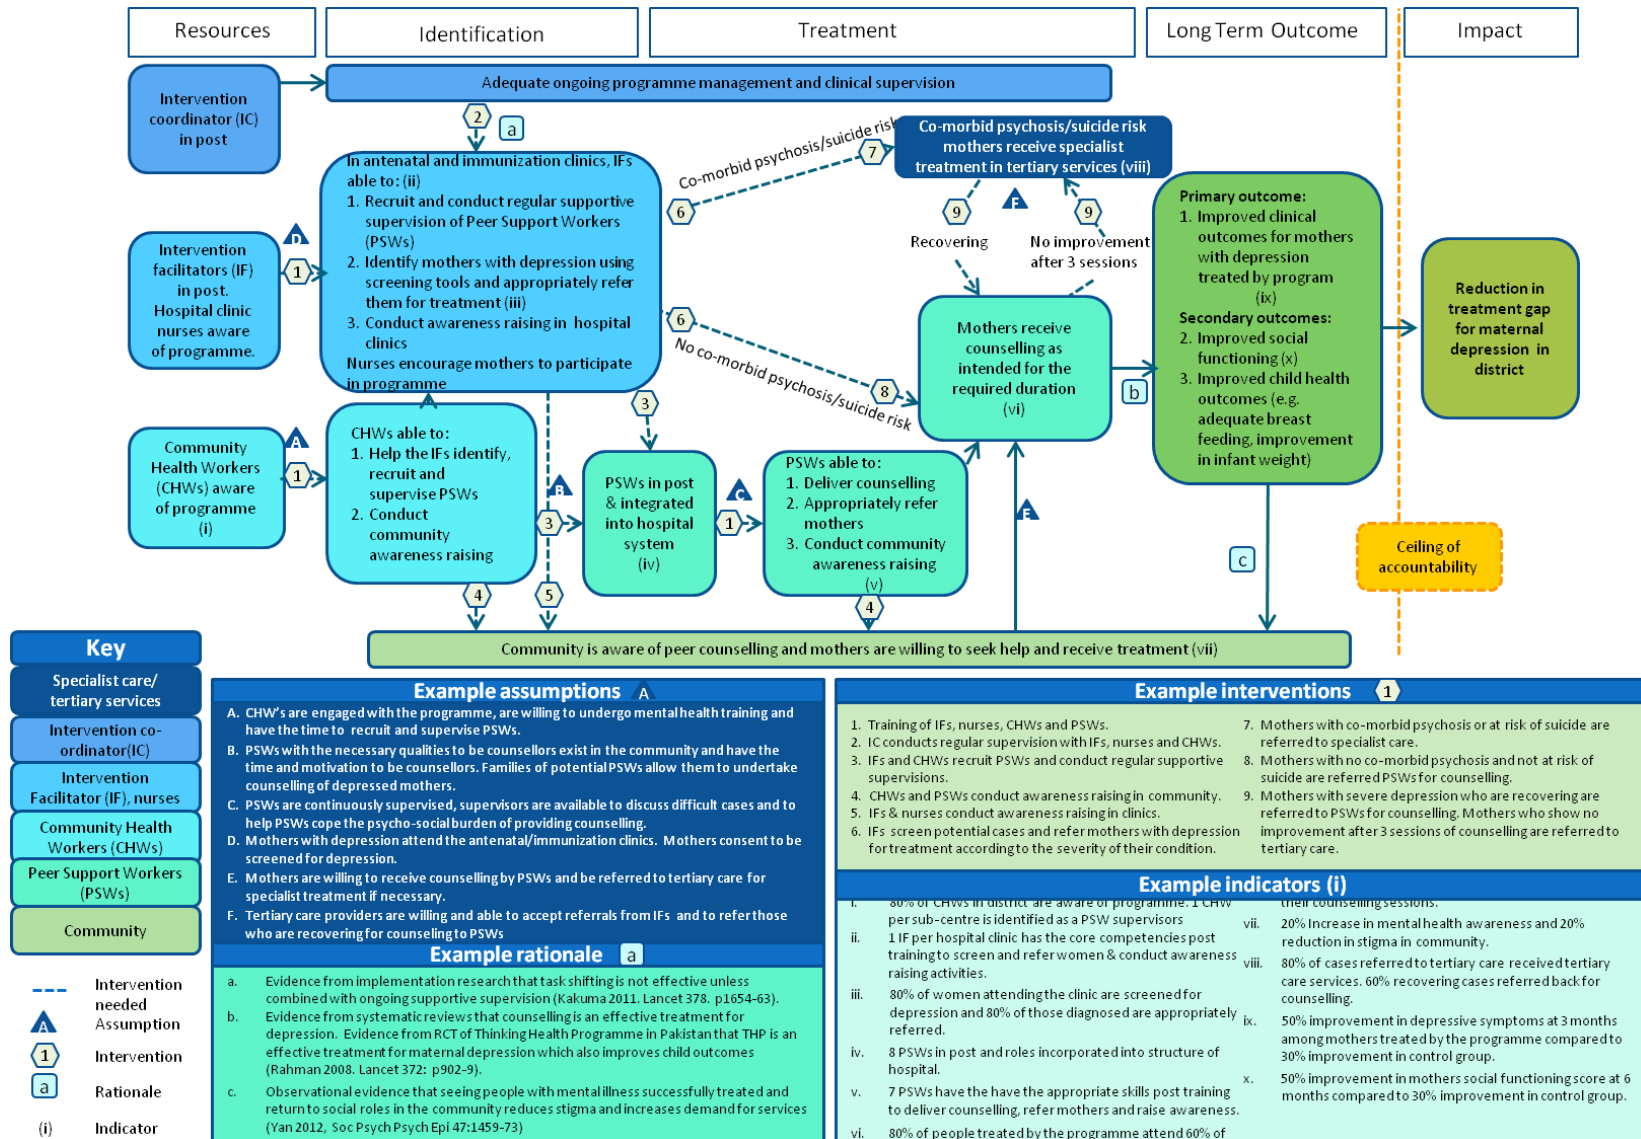 Resources
Identification
Treatment
Long Term Outcome
Impact
Intervention
coordinator (IC)
in post
Adequate ongoing programme management and clinical supervision
2
a
In antenatal and immunization clinics, IFs
able to: (ii)
1. Recruit and conduct regular supportive
supervision of Peer Support Workers
(PSWs)
2. Identify mothers with depression using
screening tools and appropriately refer
them for treatment (iii)
3. Conduct awareness raising in hospital
clinics
Nurses encourage mothers to participate
in programme
Intervention
facilitators (IF)
in post.
Hospital clinic
nurses aware
of programme.
D
1
Co-morbid psychosis/suicide risk
6
7
Co-morbid psychosis/suicide risk
mothers receive specialist
treatment in tertiary services (viii)
9
F
9
Recovering
No improvement
after 3 sessions
6
No co-morbid psychosis/suicide risk
8
Mothers receive
counselling as
intended for the
required duration
(vi)
b
Primary outcome:
1. Improved clinical
outcomes for mothers
with depression
treated by program
(ix)
Secondary outcomes:
2. Improved social
functioning (x)
3. Improved child health
outcomes (e.g.
adequate breast
feeding, improvement
in infant weight)
Reduction in
treatment gap
for maternal
depression in
district
Community
Health Workers
(CHWs) aware
of programme
(i)
A
1
CHWs able to:
1. Help the IFs identify,
recruit and
supervise PSWs
2. Conduct
community
awareness raising
3
B
3
PSWs in post
& integrated
into hospital
system
(iv)
C
1
PSWs able to:
1. Deliver counselling
2. Appropriately refer
mothers
3. Conduct community
awareness raising
(v)
E
c
Ceiling of
accountability
4
5
4
Community is aware of peer counselling and mothers are willing to seek help and receive treatment (vii)
Key
Specialist care/
tertiary services
Intervention co-
ordinator(IC)
Intervention
Facilitator (IF), nurses
Community Health
Workers (CHWs)
Peer Support Workers
(PSWs)
Community
Intervention
needed
A
Assumption
1
Intervention
a
Rationale
(i)
Indicator
Example assumptions A
A. CHW's are engaged with the programme, are willing to undergo mental health training and
have the time to recruit and supervise PSWs.
B. PSWs with the necessary qualities to be counsellors exist in the community and have the
time and motivation to be counsellors. Families of potential PSWs allow them to undertake
counselling of depressed mothers.
C. PSWs are continuously supervised, supervisors are available to discuss difficult cases and to
help PSWs cope the psycho-social burden of providing counselling.
D. Mothers with depression attend the antenatal/immunization clinics. Mothers consent to be
screened for depression.
E. Mothers are willing to receive counselling by PSWs and be referred to tertiary care for
specialist treatment if necessary.
F. Tertiary care providers are willing and able to accept referrals from IFs and to refer those
who are recovering for counseling to PSWs
Example rationale a
a. Evidence from implementation research that task shifting is not effective unless
combined with ongoing supportive supervision (Kakuma 2011. Lancet 378. p1654-63).
b. Evidence from systematic reviews that counselling is an effective treatment for
depression. Evidence from RCT of Thinking Health Programme in Pakistan that THP is an
effective treatment for maternal depression which also improves child outcomes
(Rahman 2008. Lancet 372: p902-9).
c. Observational evidence that seeing people with mental illness successfully treated and
return to social roles in the community reduces stigma and increases demand for services
(Yan 2012, Soc Psych Psych Epi 47:1459-73)
Example interventions 1
1. Training of IFs, nurses, CHWs and PSWs.
2. IC conducts regular supervision with IFs, nurses and CHWs.
3. IFs and CHWs recruit PSWs and conduct regular supportive
supervisions.
4. CHWs and PSWs conduct awareness raising in community.
5. IFs & nurses conduct awareness raising in clinics.
6. IFs screen potential cases and refer mothers with depression
for treatment according to the severity of their condition.
7. Mothers with co-morbid psychosis or at risk of suicide are
referred to specialist care.
8. Mothers with no co-morbid psychosis and not at risk of
suicide are referred PSWs for counselling.
9. Mothers with severe depression who are recovering are
referred to PSWs for counselling. Mothers who show no
improvement after 3 sessions of counselling are referred to
tertiary care.
Example indicators (i)
i. 80% of CHWs in district are aware of programme. 1 CHW
per sub-centre is identified as a PSW supervisors
ii. 1 IF per hospital clinic has the core competencies post
training to screen and refer women & conduct awareness
raising activities.
iii. 80% of women attending the clinic are screened for
depression and 80% of those diagnosed are appropriately
referred.
iv. 8 PSWs in post and roles incorporated into structure of
hospital.
v. 7 PSWs have the have the appropriate skills post training
to deliver counselling, refer mothers and raise awareness.
vi. 80% of people treated by the programme attend 60% of
their counselling sessions.
vii. 20% Increase in mental health awareness and 20%
reduction in stigma in community.
viii. 80% of cases referred to tertiary care received tertiary
care services. 60% recovering cases referred back for
counselling.
ix. 50% improvement in depressive symptoms at 3 months
among mothers treated by the programme compared to
30% improvement in control group.
x. 50% improvement in mothers social functioning score at 6
months compared to 30% improvement in control group.